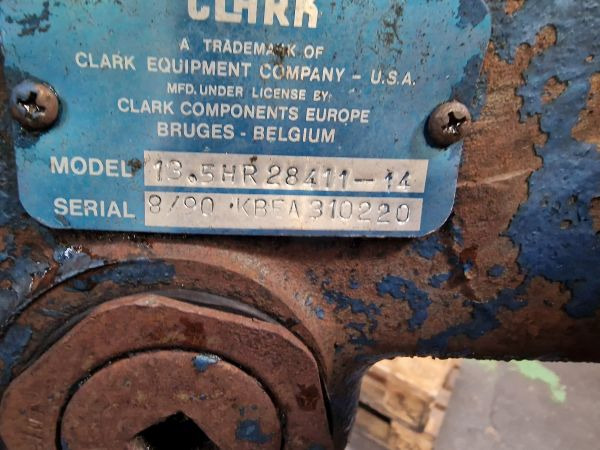 CLARK
A TRADEMARK OF
CLARK EQUIPMENT COMPANY - U.S.A.
MFD. UNDER LICENSE BY:
CLARK COMPONENTS EUROPE
BRUGES - BELGIUM
MODEL 13.5HR28411-14
SERIAL 8/90 KBEA310220